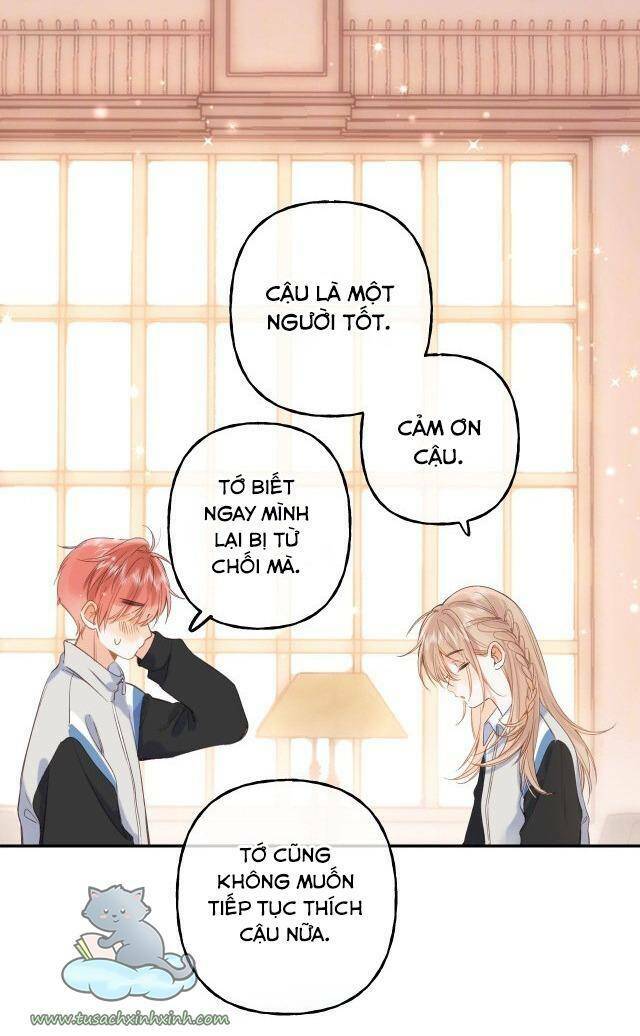 CẬU LÀ MỘT
NGƯỜI TỐT.
CẢM ƠN
CẬU.
TỚ BIẾT
NGAY MÌNH
LẠI BỊ TỪ
CHỐI MÀ.
TỚ CŨNG
KHÔNG MUỐN
TIẾP TỤC THÍCH
CẬU NỮA.
www.tusachxinhxinh.com